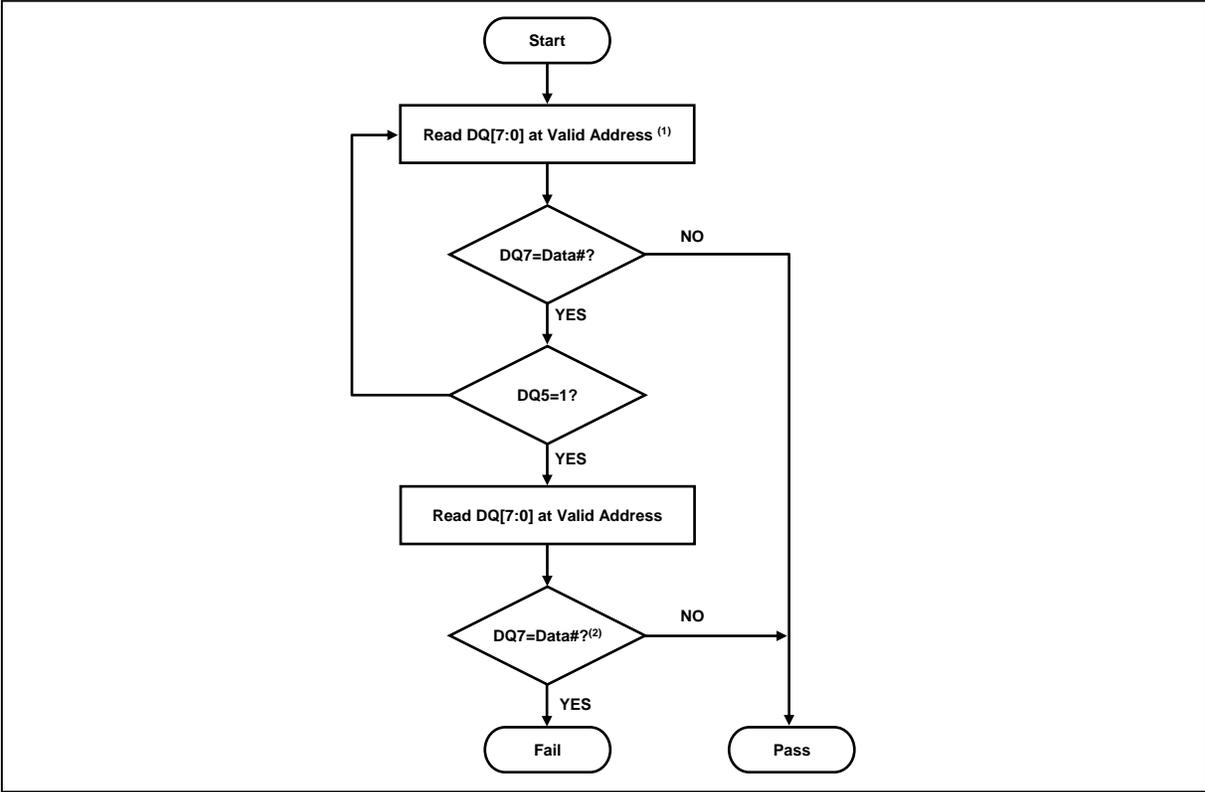 Start
Read DQ[7:0] at Valid Address (1)
DQ7=Data#?
NO
YES
DQ5=1?
YES
Read DQ[7:0] at Valid Address
DQ7=Data#?(2)
NO
YES
Fail
Pass